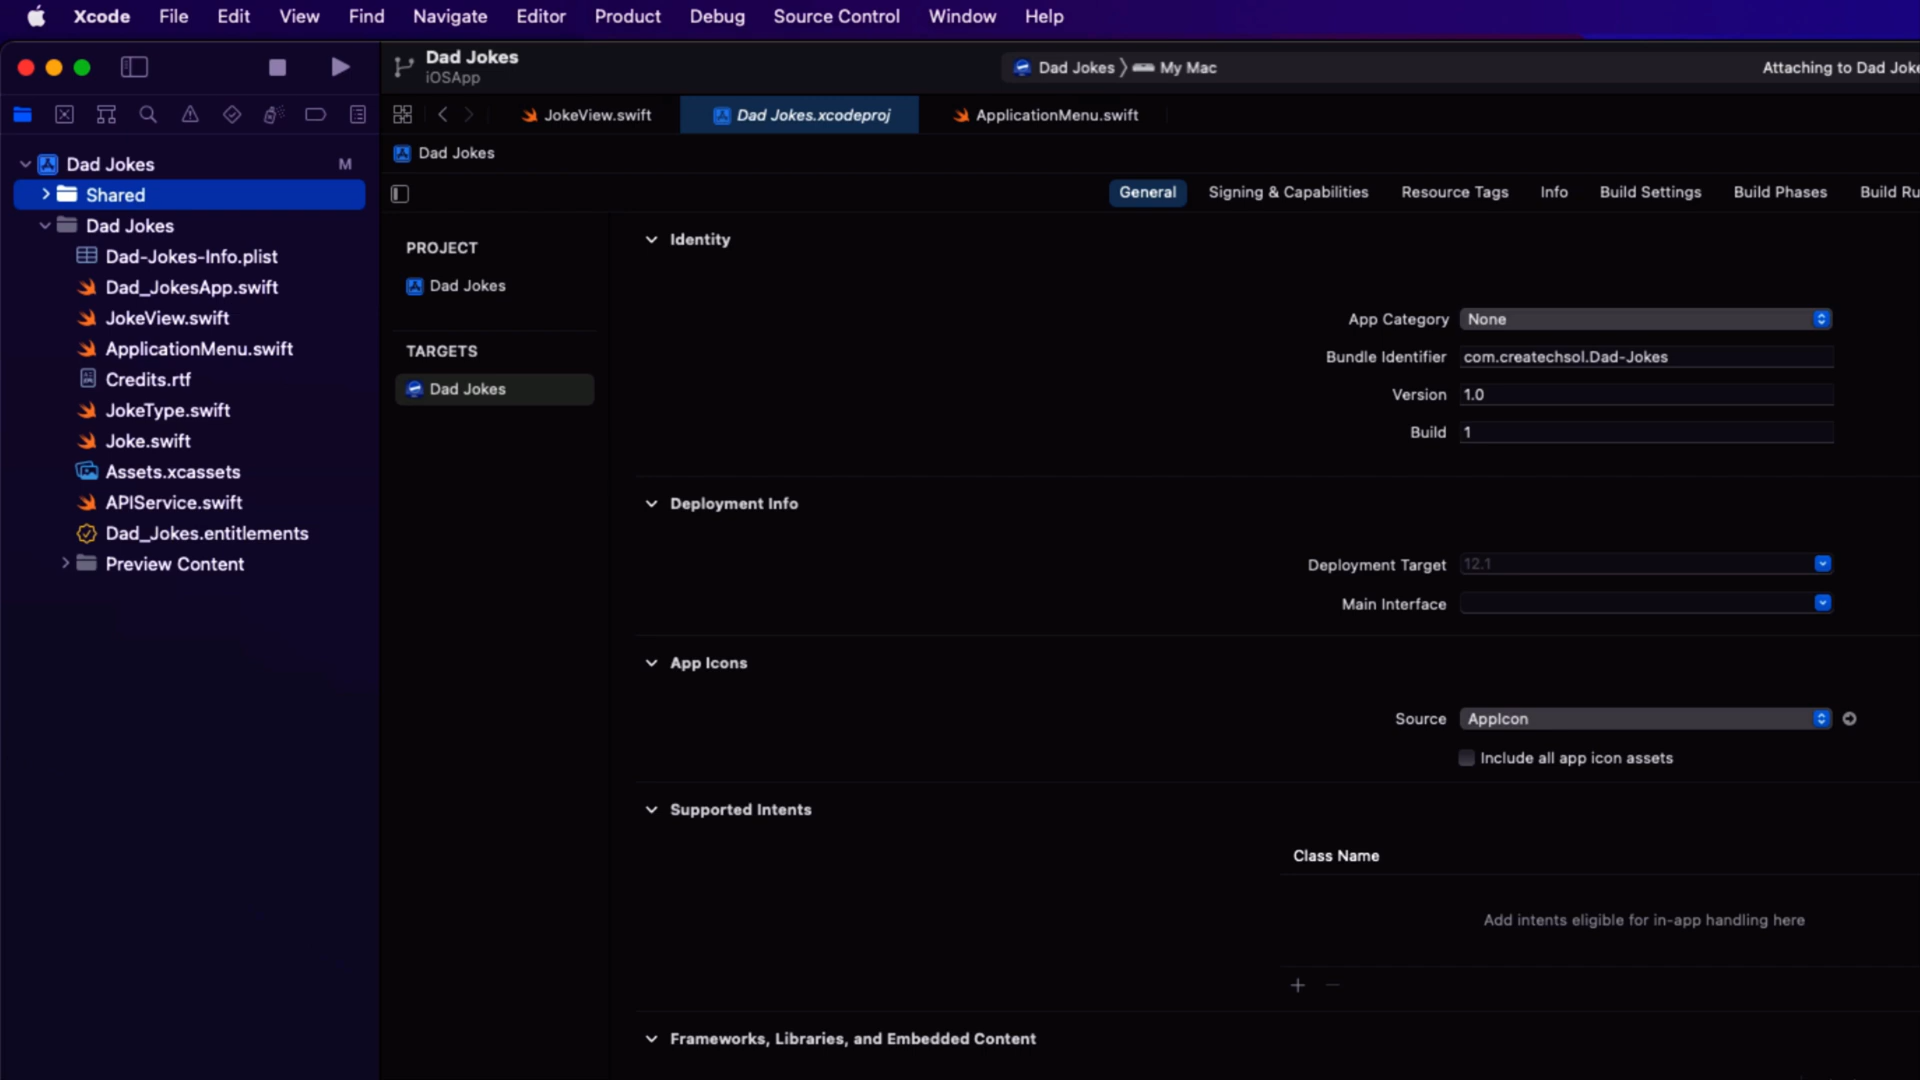 Xcode File Edit View Find Navigate Editor Product Debug Source Control Window Help
Dad Jokes
iOSApp
Dad Jokes My Mac
Attaching to Dad Joke
JokeView.swift
Dad Jokes.xcodeproj
ApplicationMenu.swift
Dad Jokes M
Shared
Dad Jokes
Dad-Jokes-Info.plist
Dad_JokesApp.swift
JokeView.swift
ApplicationMenu.swift
Credits.rtf
JokeType.swift
Joke.swift
Assets.xcassets
APIService.swift
Dad_Jokes.entitlements
Preview Content
Dad Jokes
General Signing & Capabilities Resource Tags Info Build Settings Build Phases Build Ru
PROJECT
Dad Jokes
TARGETS
Dad Jokes
Identity
App Category None
Bundle Identifier com.createchsol.Dad-Jokes
Version 1.0
Build 1
Deployment Info
Deployment Target 12.1
Main Interface
App Icons
Source AppIcon
Include all app icon assets
Supported Intents
Class Name
Add intents eligible for in-app handling here
Frameworks, Libraries, and Embedded Content